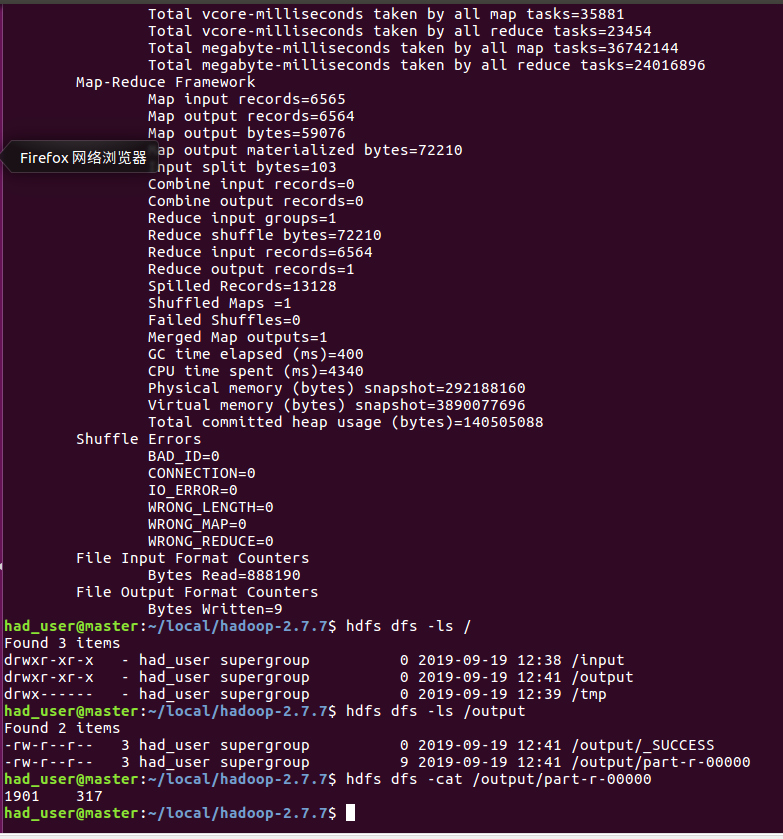 Total vcore-milliseconds taken by all map tasks=35881
Total vcore-milliseconds taken by all reduce tasks=23454
Total megabyte-milliseconds taken by all map tasks=36742144
Total megabyte-milliseconds taken by all reduce tasks=24016896
Map-Reduce Framework
Map input records=6565
Map output records=6564
Map output bytes=59076
Firefox 网络浏览器
ap output materialized bytes=72210
nput split bytes=103
Combine input records=0
Combine output records=0
Reduce input groups=1
Reduce shuffle bytes=72210
Reduce input records=6564
Reduce output records=1
Spilled Records=13128
Shuffled Maps =1
Failed Shuffles=0
Merged Map outputs=1
GC time elapsed (ms)=400
CPU time spent (ms)=4340
Physical memory (bytes) snapshot=292188160
Virtual memory (bytes) snapshot=3890077696
Total committed heap usage (bytes)=140505088
Shuffle Errors
BAD_ID=0
CONNECTION=0
IO_ERROR=0
WRONG_LENGTH=0
WRONG_MAP=0
WRONG_REDUCE=0
File Input Format Counters
Bytes Read=888190
File Output Format Counters
Bytes Written=9
had_user@master:~/local/hadoop-2.7.7$ hdfs dfs -ls /
Found 3 items
drwxr-xr-x   - had_user supergroup          0 2019-09-19 12:38 /input
drwxr-xr-x   - had_user supergroup          0 2019-09-19 12:41 /output
drwx------   - had_user supergroup          0 2019-09-19 12:39 /tmp
had_user@master:~/local/hadoop-2.7.7$ hdfs dfs -ls /output
Found 2 items
-rw-r--r--   3 had_user supergroup          0 2019-09-19 12:41 /output/_SUCCESS
-rw-r--r--   3 had_user supergroup          9 2019-09-19 12:41 /output/part-r-00000
had_user@master:~/local/hadoop-2.7.7$ hdfs dfs -cat /output/part-r-00000
1901    317
had_user@master:~/local/hadoop-2.7.7$